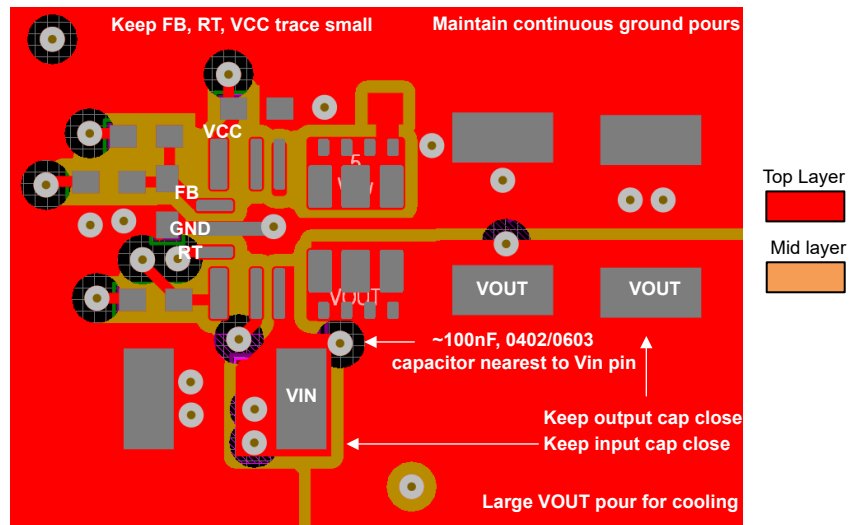 Keep FB, RT, VCC trace small
Maintain continuous ground pours
VCC
5
FB
GND
RT
Top Layer
Mid layer
VOUT
VOUT
VOUT
~100nF, 0402/0603
capacitor nearest to Vin pin
VIN
Keep output cap close
Keep input cap close
Large VOUT pour for cooling